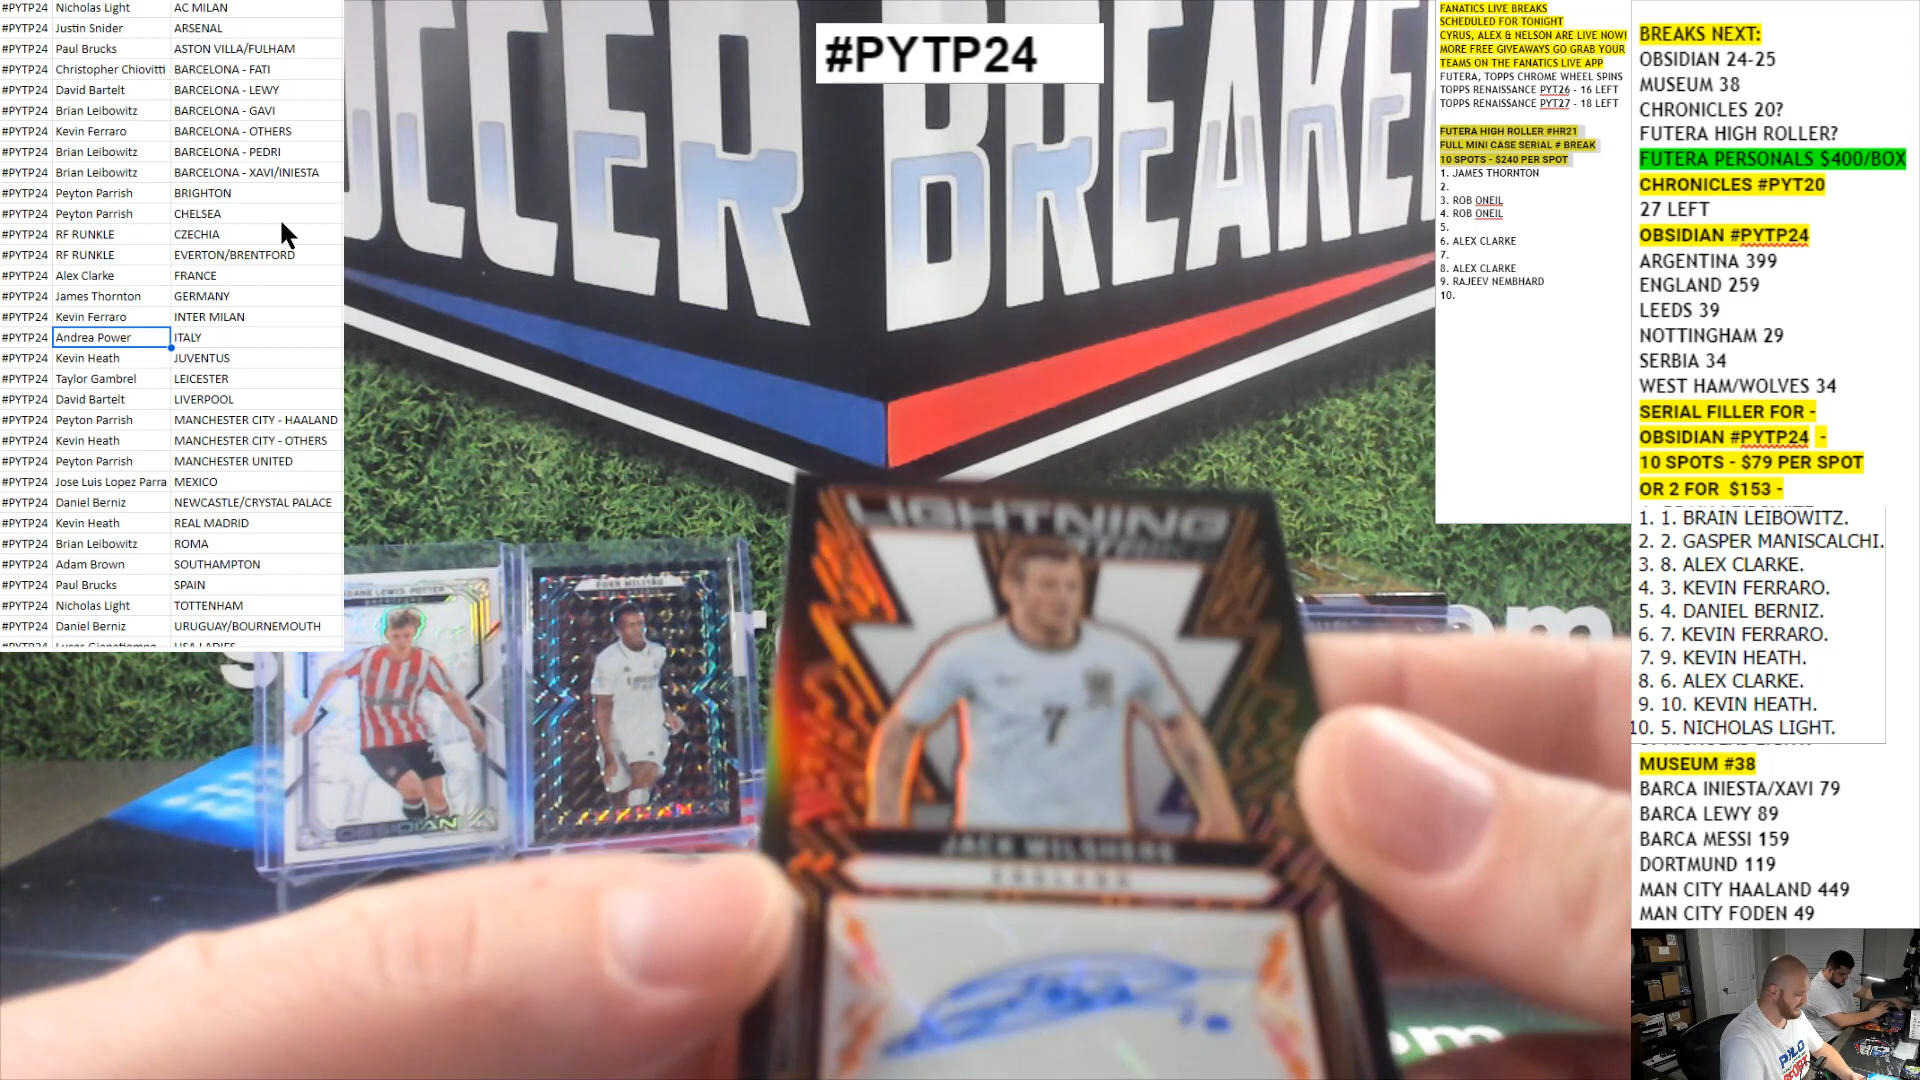 #PYTP24 Nicholas Light AC MILAN
#PYTP24 Justin Snider ARSENAL
#PYTP24 Paul Brucks ASTON VILLA/FULHAM
#PYTP24 Christopher Chiovitti BARCELONA - FATI
#PYTP24 David Bartelt BARCELONA - LEWY
#PYTP24 Brian Leibowitz BARCELONA - GAVI
#PYTP24 Kevin Ferraro BARCELONA - OTHERS
#PYTP24 Brian Leibowitz BARCELONA - PEDRI
#PYTP24 Brian Leibowitz BARCELONA - XAVI/INIESTA
#PYTP24 Peyton Parrish BRIGHTON
#PYTP24 Peyton Parrish CHELSEA
#PYTP24 RF RUNKLE CZECHIA
#PYTP24 RF RUNKLE EVERTON/BRENTFORD
#PYTP24 Alex Clarke FRANCE
#PYTP24 James Thornton GERMANY
#PYTP24 Kevin Ferraro INTER MILAN
#PYTP24 Andrea Power ITALY
#PYTP24 Kevin Heath JUVENTUS
#PYTP24 Taylor Gambrel LEICESTER
#PYTP24 David Bartelt LIVERPOOL
#PYTP24 Peyton Parrish MANCHESTER CITY - HAALAND
#PYTP24 Kevin Heath MANCHESTER CITY - OTHERS
#PYTP24 Peyton Parrish MANCHESTER UNITED
#PYTP24 Jose Luis Lopez Parra MEXICO
#PYTP24 Daniel Berniz NEWCASTLE/CRYSTAL PALACE
#PYTP24 Kevin Heath REAL MADRID
#PYTP24 Brian Leibowitz ROMA
#PYTP24 Adam Brown SOUTHAMPTON
#PYTP24 Paul Brucks SPAIN
#PYTP24 Nicholas Light TOTTENHAM
#PYTP24 Daniel Berniz URUGUAY/BOURNEMOUTH
#PYTP24
SOCCER BREAKE
OBSIDIAN
EDER MILITAO
LIGHTNING
7
JACK WILSHERE
ENGLAND
FANATICS LIVE BREAKS
SCHEDULED FOR TONIGHT
CYRUS, ALEX & NELSON ARE LIVE NOW!
MORE FREE GIVEAWAYS GO GRAB YOUR
TEAMS ON THE FANATICS LIVE APP
FUTERA, TOPPS CHROME WHEEL SPINS
TOPPS RENAISSANCE PYT26 - 16 LEFT
TOPPS RENAISSANCE PYT27 - 18 LEFT
FUTERA HIGH ROLLER #HR21
FULL MINI CASE SERIAL # BREAK
10 SPOTS - $240 PER SPOT
1. JAMES THORNTON
2.
3. ROB ONEIL
4. ROB ONEIL
5.
6. ALEX CLARKE
7.
8. ALEX CLARKE
9. RAJEEV NEMBHARD
10.
BREAKS NEXT:
OBSIDIAN 24-25
MUSEUM 38
CHRONICLES 20?
FUTERA HIGH ROLLER?
FUTERA PERSONALS $400/BOX
CHRONICLES #PYT20
27 LEFT
OBSIDIAN #PYTP24
ARGENTINA 399
ENGLAND 259
LEEDS 39
NOTTINGHAM 29
SERBIA 34
WEST HAM/WOLVES 34
SERIAL FILLER FOR -
OBSIDIAN #PYTP24 -
10 SPOTS - $79 PER SPOT
OR 2 FOR $153 -
1. 1. BRAIN LEIBOWITZ.
2. 2. GASPER MANISCALCHI.
3. 8. ALEX CLARKE.
4. 3. KEVIN FERRARO.
5. 4. DANIEL BERNIZ.
6. 7. KEVIN FERRARO.
7. 9. KEVIN HEATH.
8. 6. ALEX CLARKE.
9. 10. KEVIN HEATH.
10. 5. NICHOLAS LIGHT.
MUSEUM #38
BARCA INIESTA/XAVI 79
BARCA LEWY 89
BARCA MESSI 159
DORTMUND 119
MAN CITY HAALAND 449
MAN CITY FODEN 49